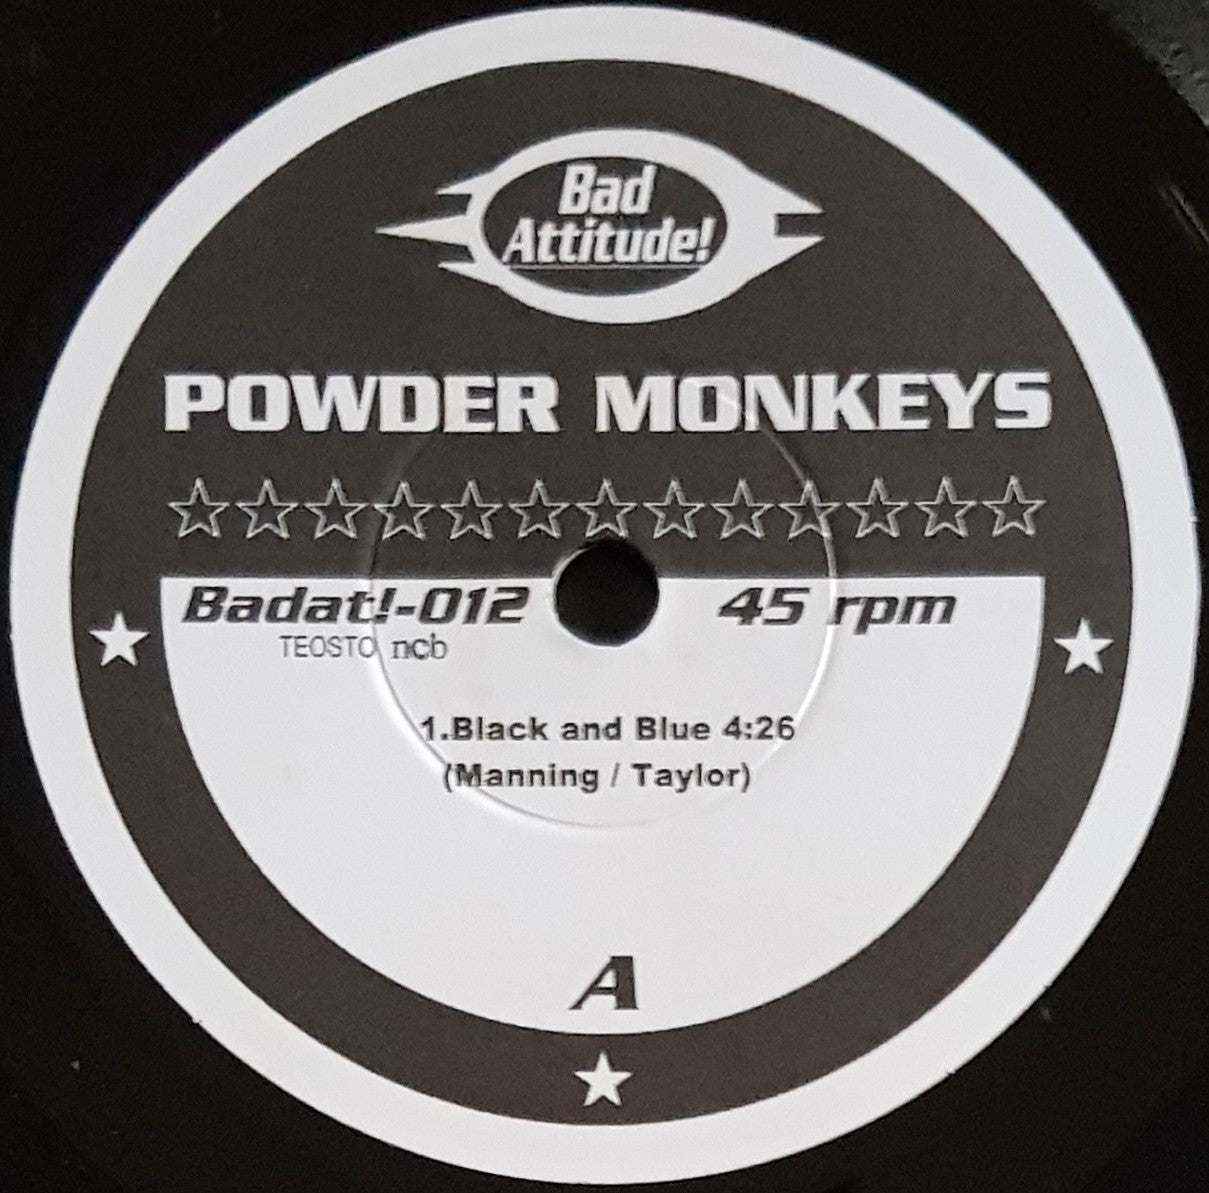 Bad
Attitude!
POWDER MONKEYS
Badat!-012 45 rpm
TEOSTO ncb
1.Black and Blue 4:26
(Manning / Taylor)
A